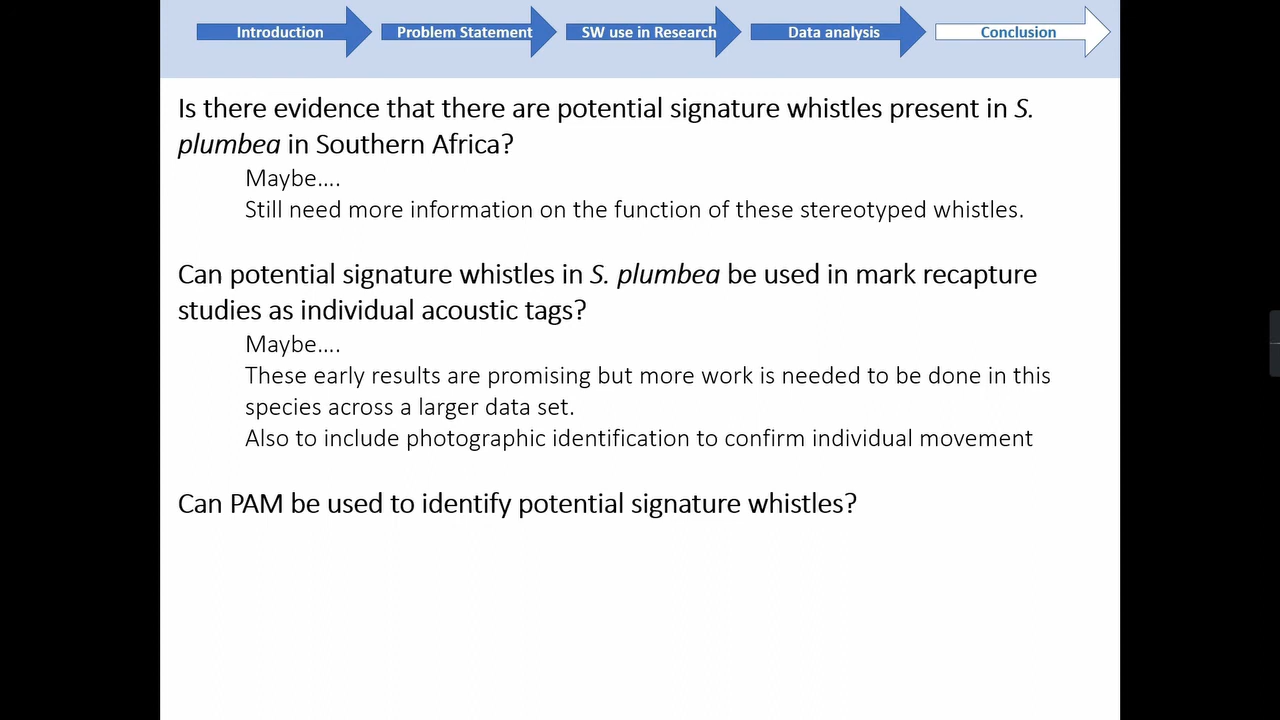 Introduction
Problem Statement
SW use in Research
Data analysis
Conclusion
Is there evidence that there are potential signature whistles present in S.
plumbea in Southern Africa?
Maybe....
Still need more information on the function of these stereotyped whistles.
Can potential signature whistles in S. plumbea be used in mark recapture
studies as individual acoustic tags?
Maybe....
These early results are promising but more work is needed to be done in this
species across a larger data set.
Also to include photographic identification to confirm individual movement
Can PAM be used to identify potential signature whistles?